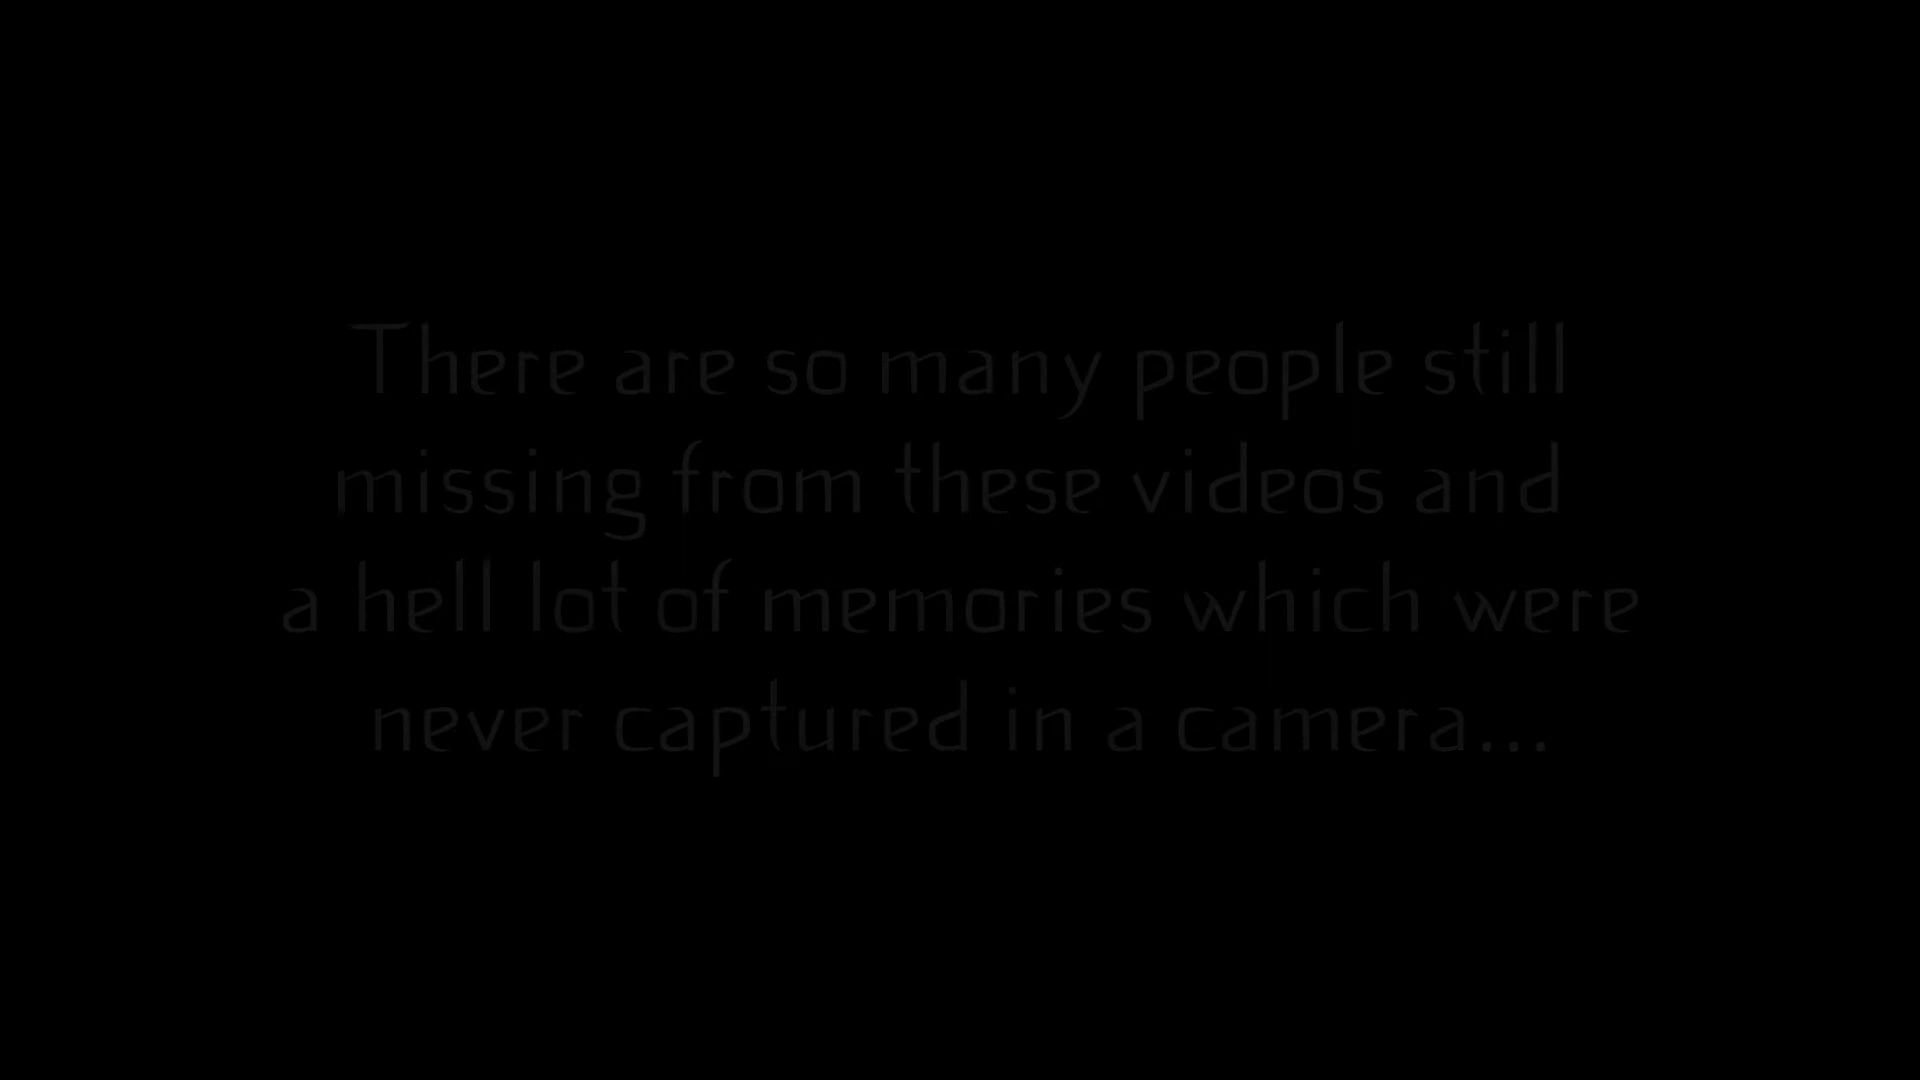 There are so many people still
missing from these videos and
a hell lot of memories which were
never captured in a camera...